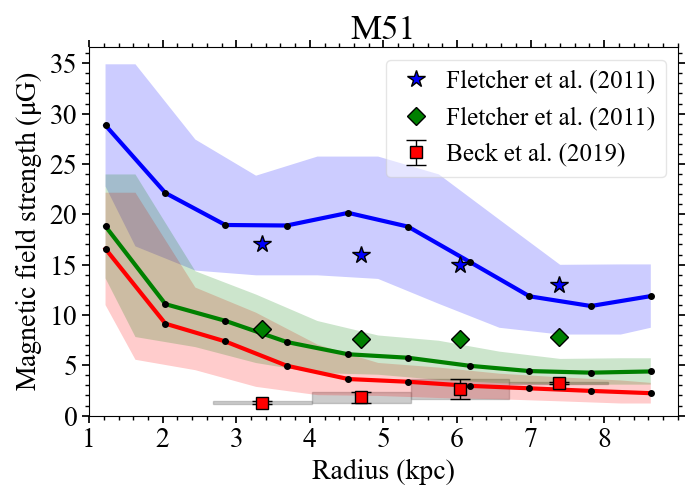 M51
Magnetic field strength (μG)
35
30
25
20
15
10
5
0
Fletcher et al. (2011)
Fletcher et al. (2011)
Beck et al. (2019)
1 2 3 4 5 6 7 8
Radius (kpc)